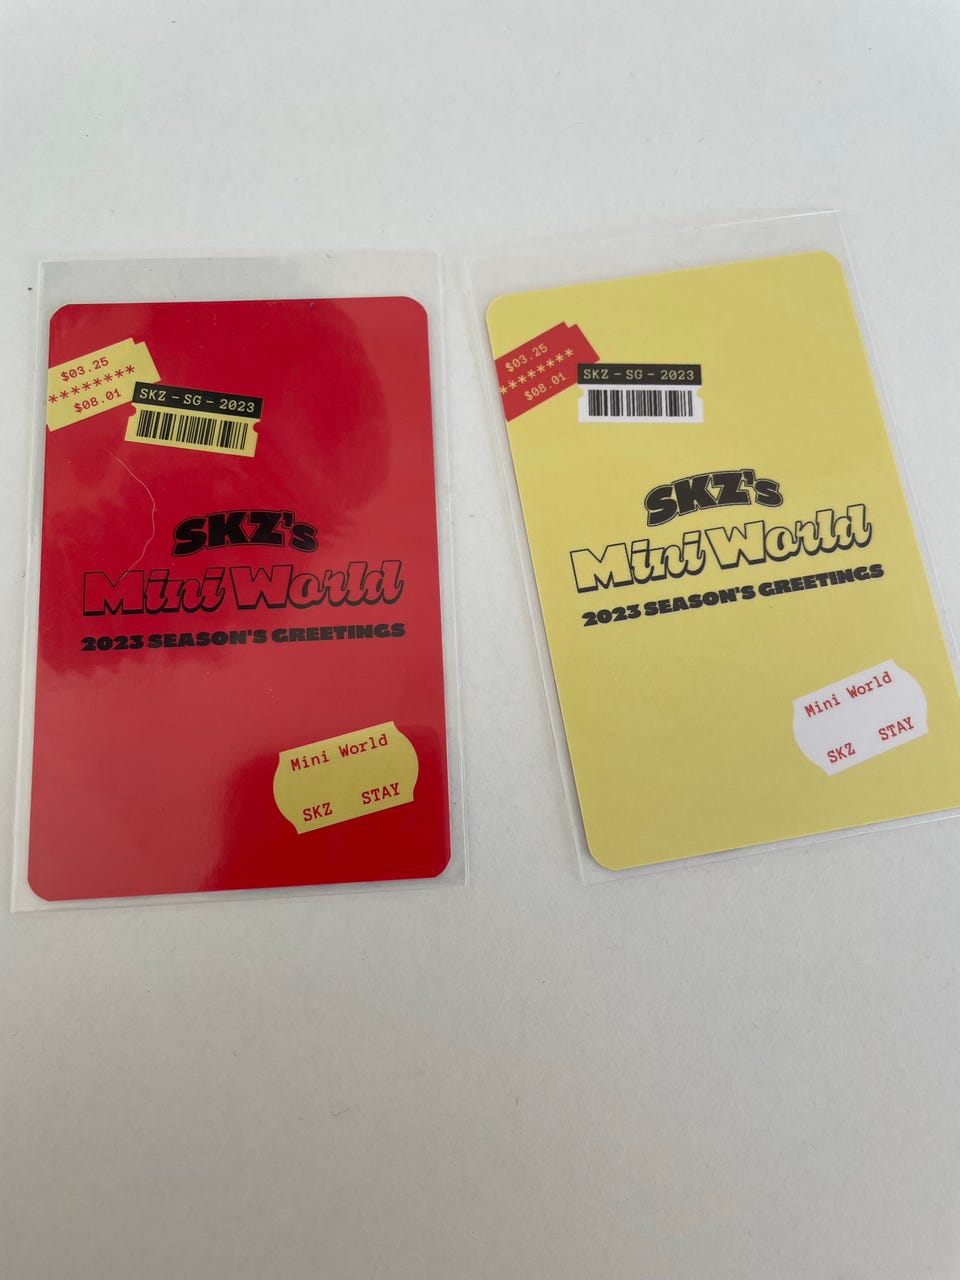 $03.25
********
$08.01
SKZ - SG - 2023
SKZ's
Mini World
2023 SEASON'S GREETINGS
Mini World
SKZ STAY
$03.25
********
$08.01
SKZ - SG - 2023
SKZ's
Mini World
2023 SEASON'S GREETINGS
Mini World
SKZ STAY